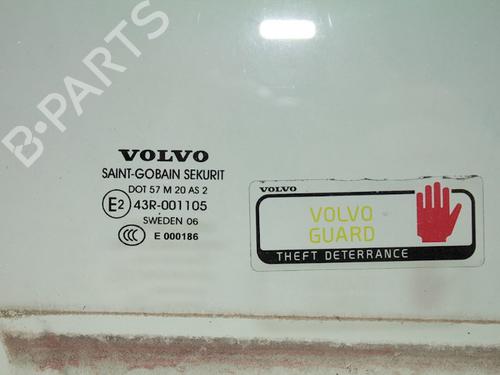 B-PARTS
VOLVO
SAINT-GOBAIN SEKURIT
DOT 57 M 20 AS 2
E2 43R-001105
SWEDEN 06
CCC E 000186
VOLVO
VOLVO
GUARD
THEFT DETERRANCE